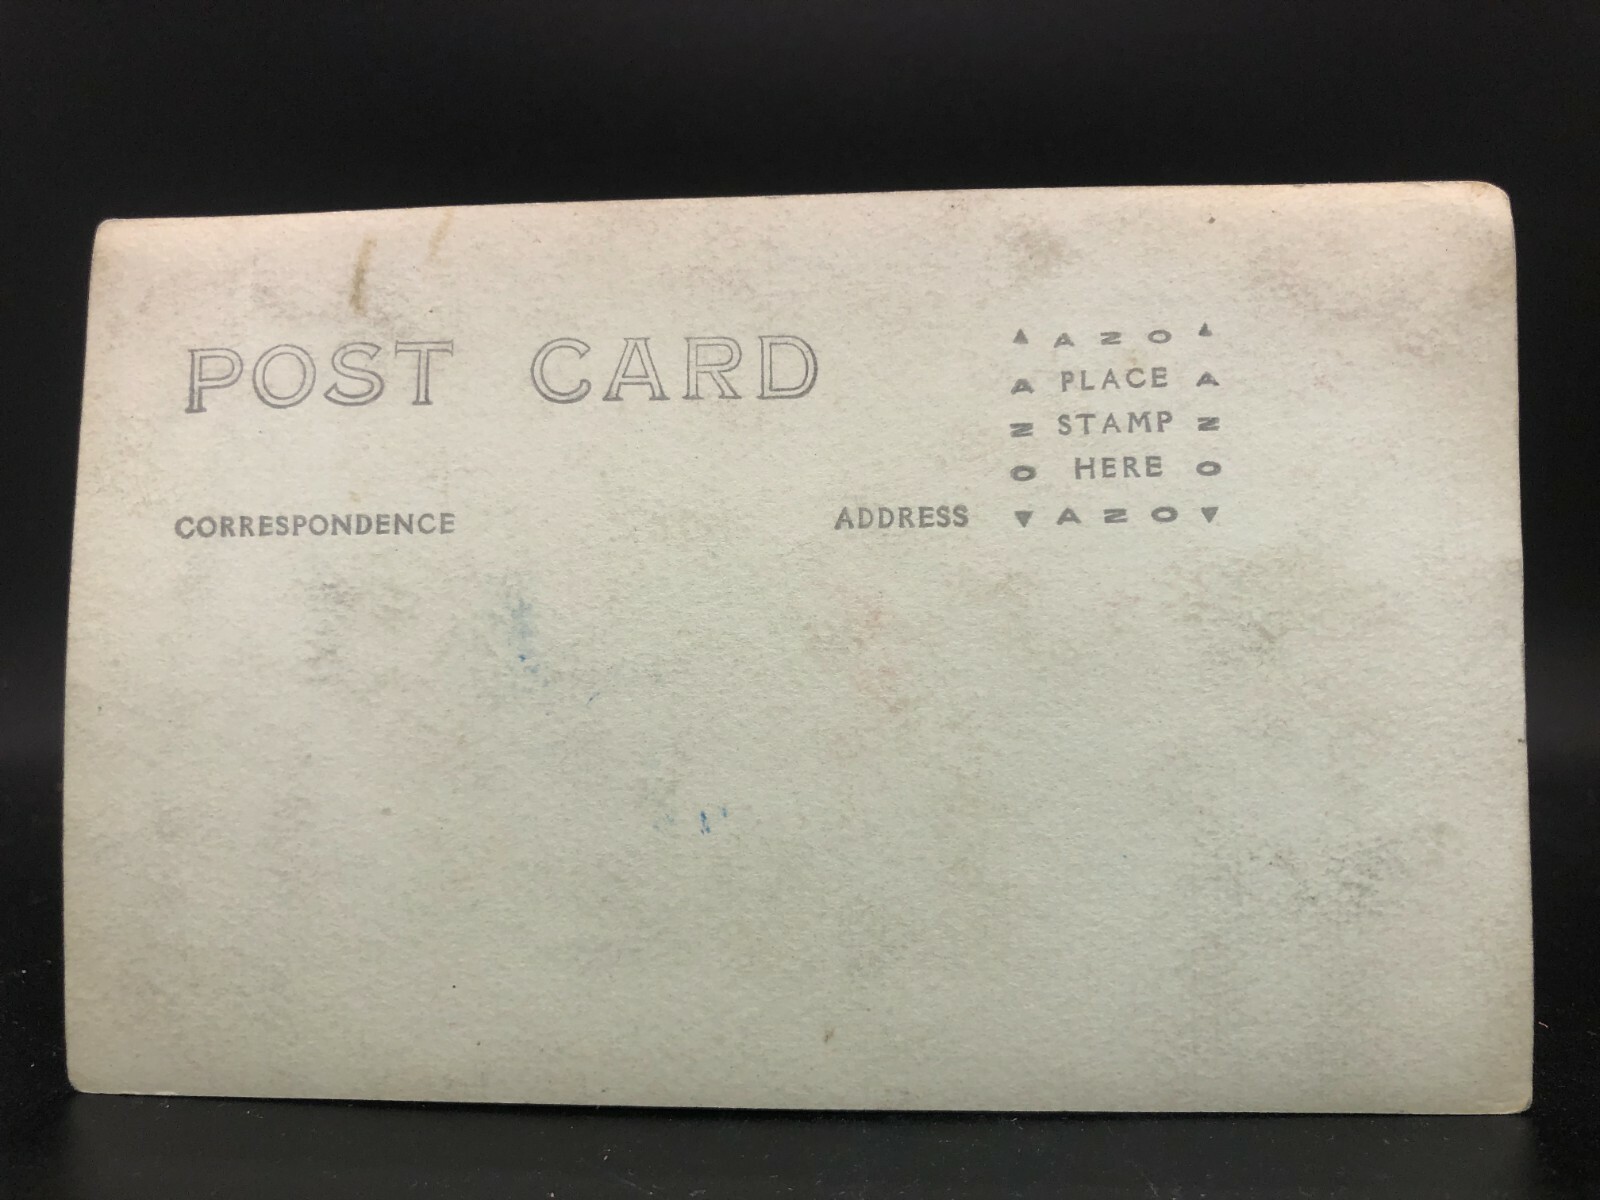 POST CARD
CORRESPONDENCE
ADDRESS
▲ AZO ▲
A PLACE A
Z STAMP Z
O HERE O
▼ AZO ▼